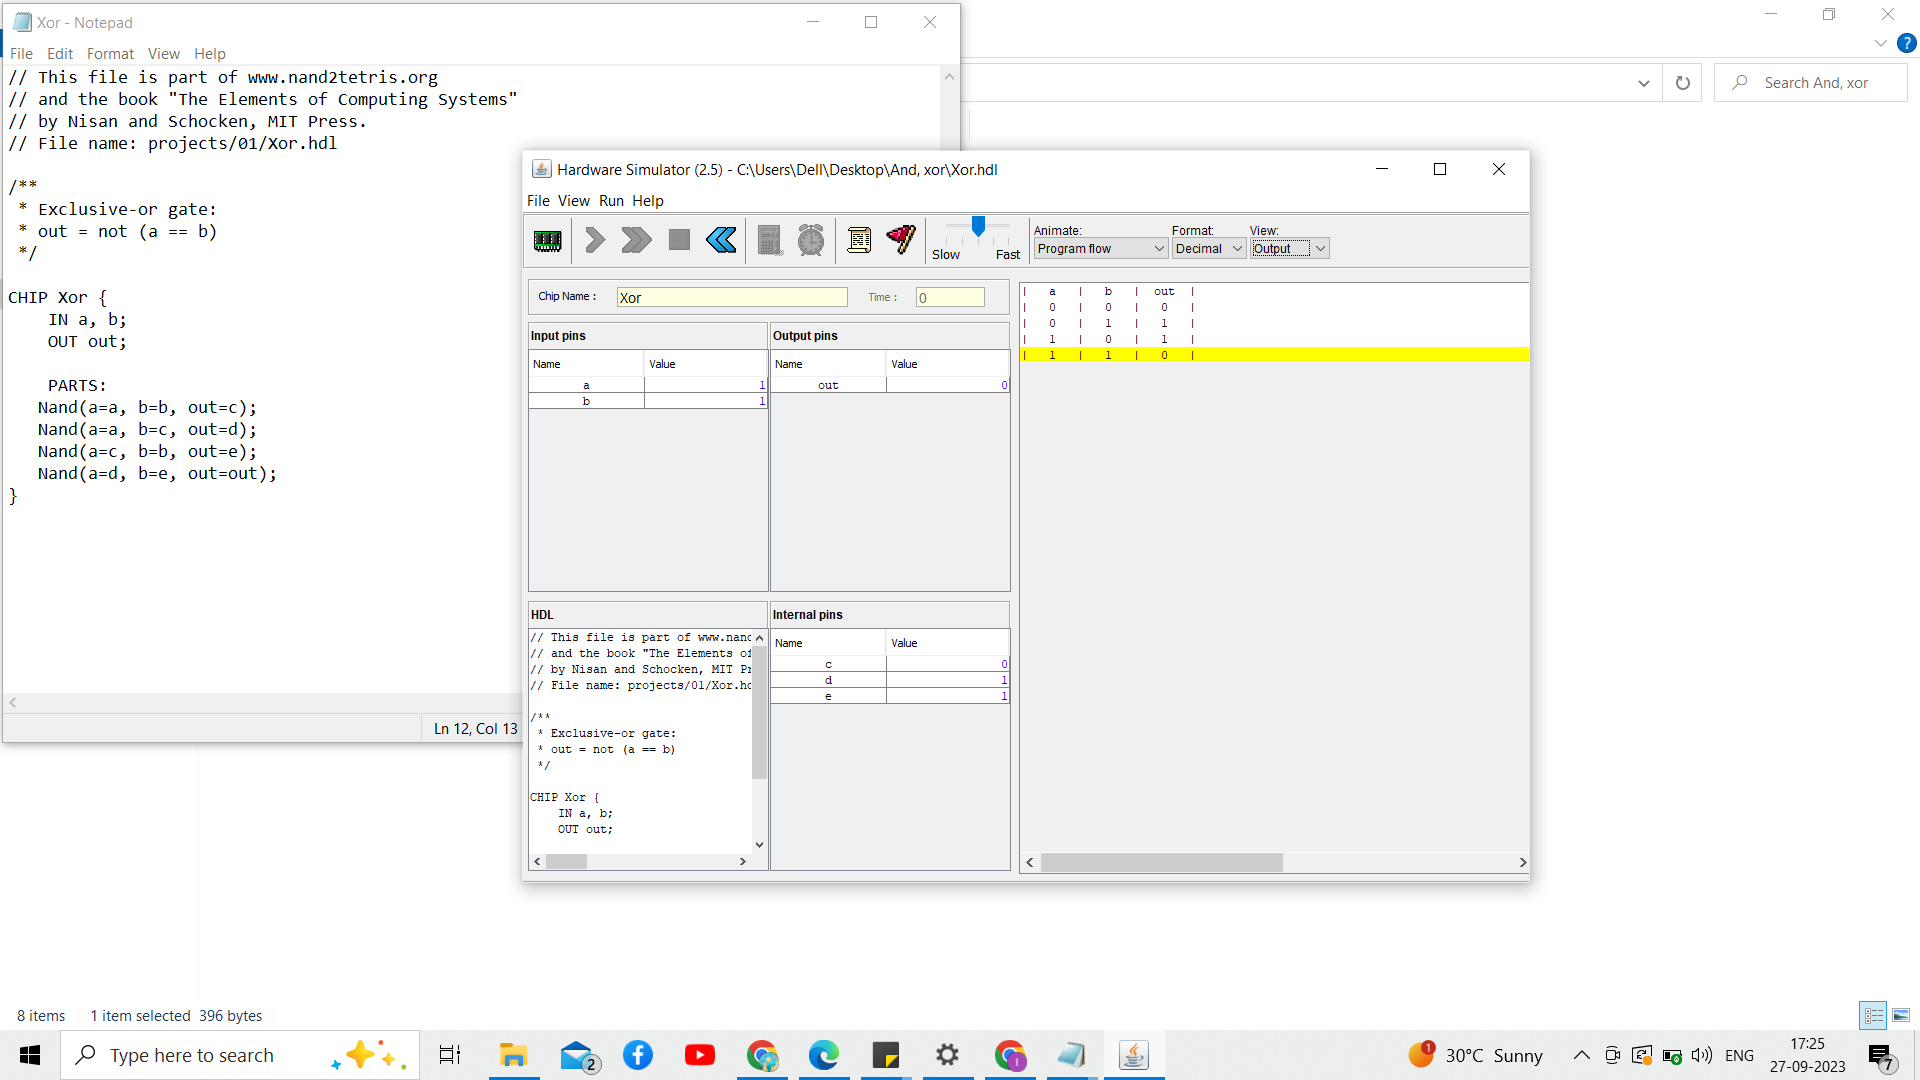 Xor - Notepad
File Edit Format View Help
// This file is part of www.nand2tetris.org
// and the book "The Elements of Computing Systems"
// by Nisan and Schocken, MIT Press.
// File name: projects/01/Xor.hdl
/**
* Exclusive-or gate:
* out = not (a == b)
*/
CHIP Xor {
IN a, b;
OUT out;
PARTS:
Nand(a=a, b=b, out=c);
Nand(a=a, b=c, out=d);
Nand(a=c, b=b, out=e);
Nand(a=d, b=e, out=out);
}
Ln 12, Col 13
Search And, xor
Hardware Simulator (2.5) - C:\Users\Dell\Desktop\And, xor\Xor.hdl
File View Run Help
Slow Fast
Animate: Format: View:
Program flow Decimal Output
Chip Name : Xor Time : 0
Input pins
Name Value
a 1
b 1
Output pins
Name Value
out 0
HDL
// This file is part of www.nand
// and the book "The Elements of
// by Nisan and Schocken, MIT Pr
// File name: projects/01/Xor.hd
/**
* Exclusive-or gate:
* out = not (a == b)
*/
CHIP Xor {
IN a, b;
OUT out;
Internal pins
Name Value
c 0
d 1
e 1
| a | b | out |
| 0 | 0 | 0 |
| 0 | 1 | 1 |
| 1 | 0 | 1 |
| 1 | 1 | 0 |
8 items 1 item selected 396 bytes
Type here to search
2
1
30°C Sunny
ENG
17:25
27-09-2023
7